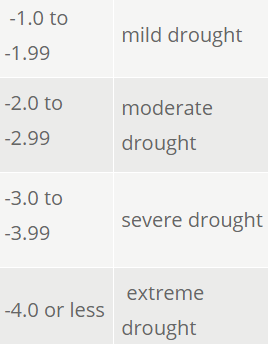 -1.0 to
-1.99
mild drought
-2.0 to
-2.99
moderate
drought
-3.0 to
-3.99
severe drought
-4.0 or less
extreme
drought